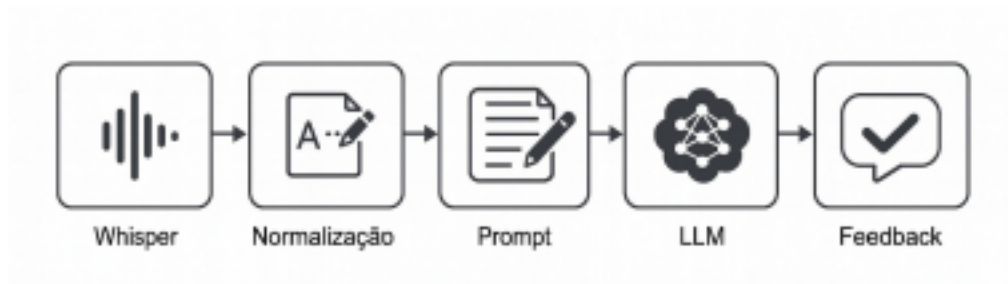 A
Whisper
Normalização
Prompt
LLM
Feedback